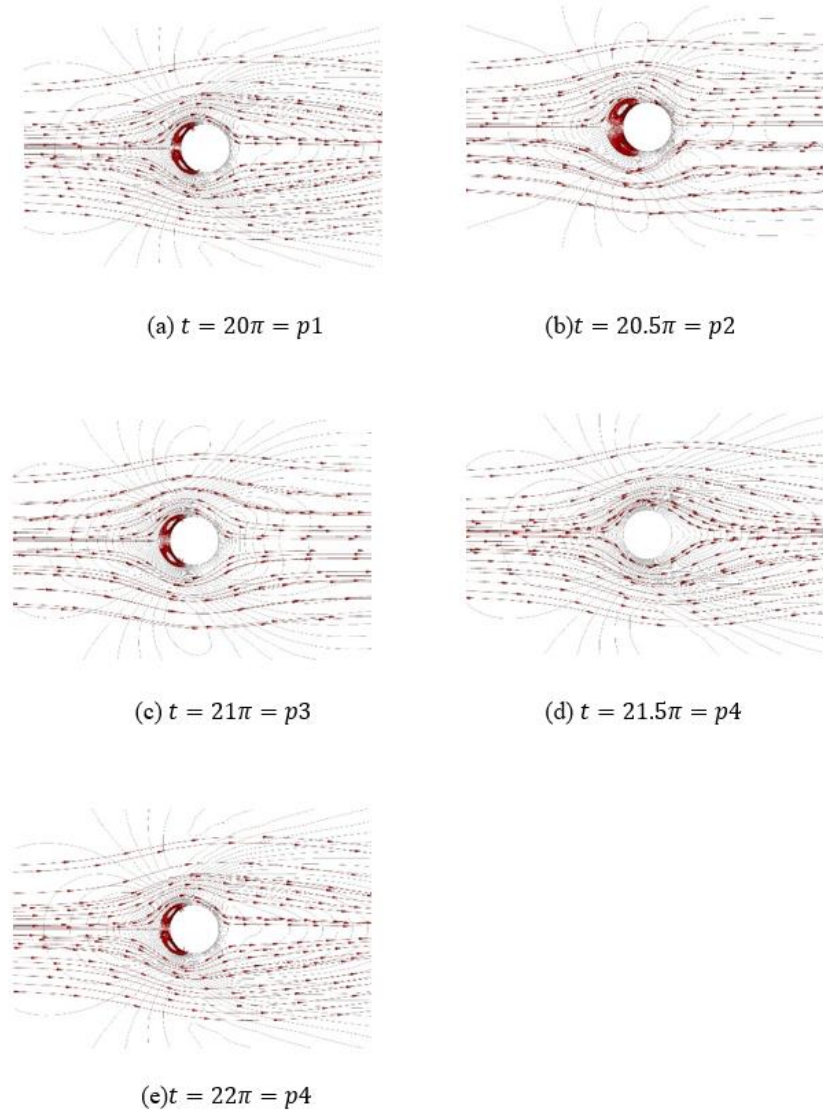 (a) 𝑡 = 20𝜋 = 𝑝1
(b)𝑡 = 20.5𝜋 = 𝑝2
(c) 𝑡 = 21𝜋 = 𝑝3
(d) 𝑡 = 21.5𝜋 = 𝑝4
(e)𝑡 = 22𝜋 = 𝑝4